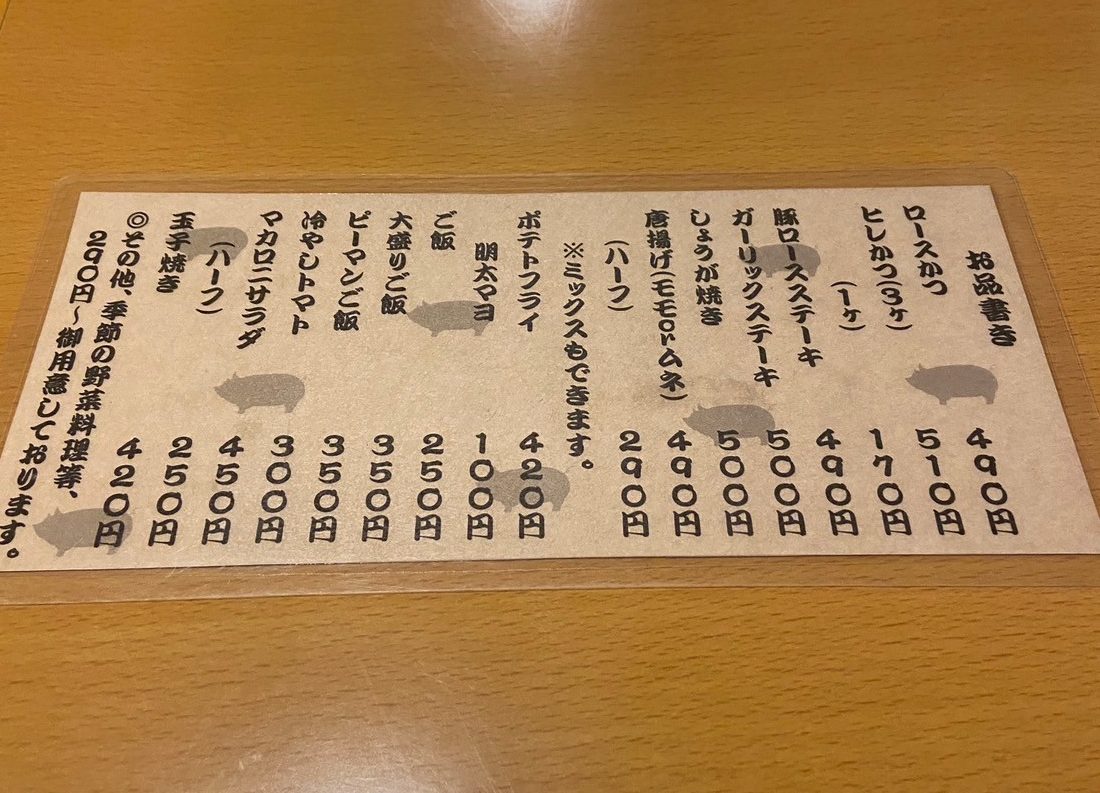 お品書き
ロースかつ 490円
ヒレかつ(3ヶ) 510円
(1ヶ) 170円
豚ロースステーキ 490円
ガーリックステーキ 500円
しょうが焼き 500円
唐揚げ(モモorムネ) 490円
(ハーフ) 290円
※ミックスもできます。
ポテトフライ 420円
明太マヨ 100円
ご飯 250円
大盛りご飯 350円
ピーマンご飯 350円
冷やしトマト 300円
マカロニサラダ 450円
(ハーフ) 250円
玉子焼き 420円
◎その他、季節の野菜料理等、
290円〜御用意しております。